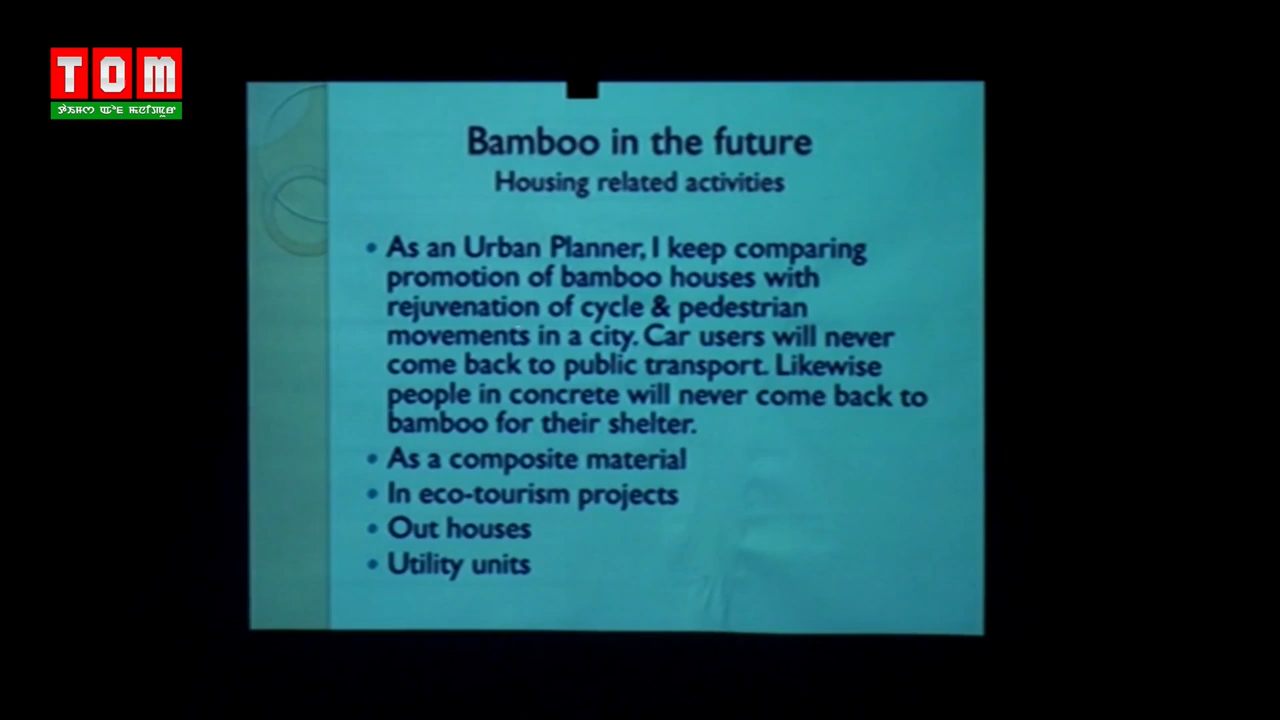 TOM
Bamboo in the future
Housing related activities
• As an Urban Planner, I keep comparing
promotion of bamboo houses with
rejuvenation of cycle & pedestrian
movements in a city. Car users will never
come back to public transport. Likewise
people in concrete will never come back to
bamboo for their shelter.
• As a composite material
• In eco-tourism projects
• Out houses
• Utility units